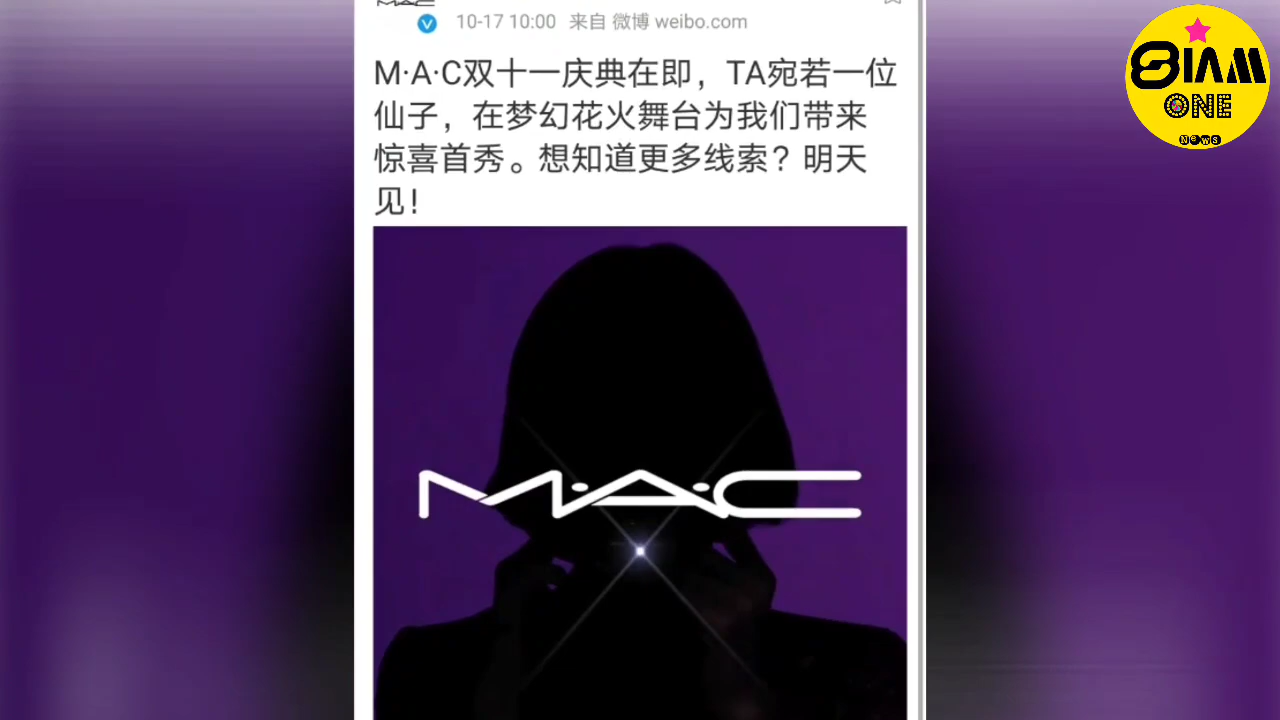 M·A·C
10-17 10:00 来自 微博 weibo.com
M·A·C双十一庆典在即，TA宛若一位
仙子，在梦幻花火舞台为我们带来
惊喜首秀。想知道更多线索？明天
见！
M·A·C
8IAM
ONE
News